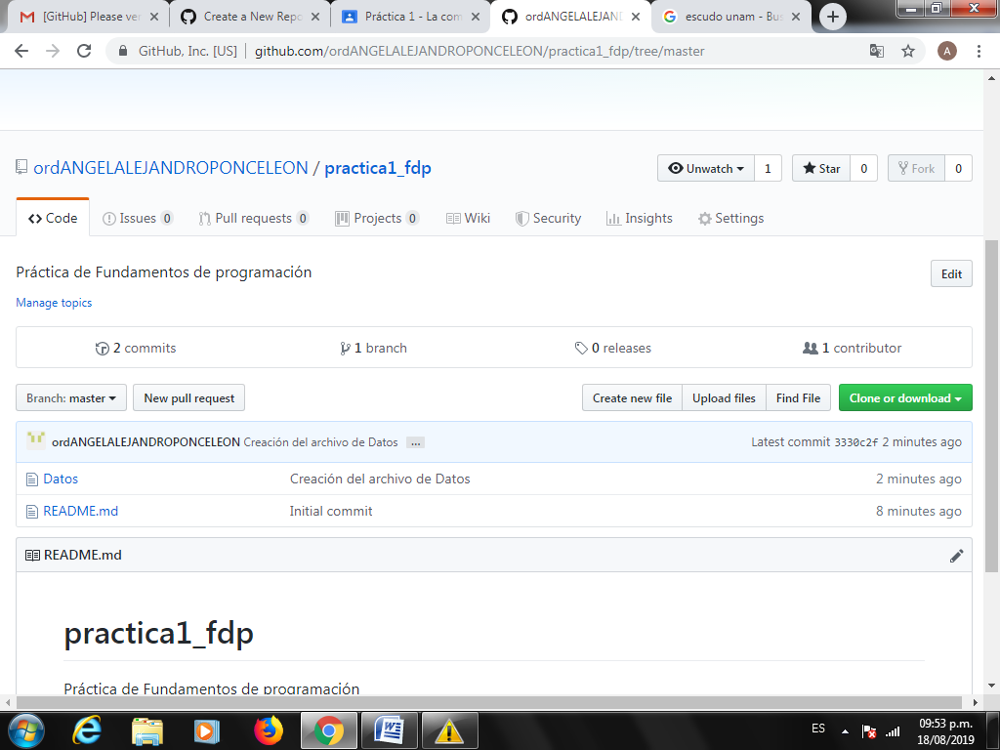 [GitHub] Please ver
Create a New Repo
Práctica 1 - La com
ordANGELALEJAND
escudo unam - Bus
GitHub, Inc. [US] | github.com/ordANGELALEJANDROPONCELEON/practica1_fdp/tree/master
A
ordANGELALEJANDROPONCELEON / practica1_fdp
Unwatch 1 Star 0 Fork 0
Code Issues 0 Pull requests 0 Projects 0 Wiki Security Insights Settings
Práctica de Fundamentos de programación
Edit
Manage topics
2 commits 1 branch 0 releases 1 contributor
Branch: master New pull request Create new file Upload files Find File Clone or download
ordANGELALEJANDROPONCELEON Creación del archivo de Datos ... Latest commit 3330c2f 2 minutes ago
Datos Creación del archivo de Datos 2 minutes ago
README.md Initial commit 8 minutes ago
README.md
practica1_fdp
Práctica de Fundamentos de programación
ES
09:53 p.m.
18/08/2019